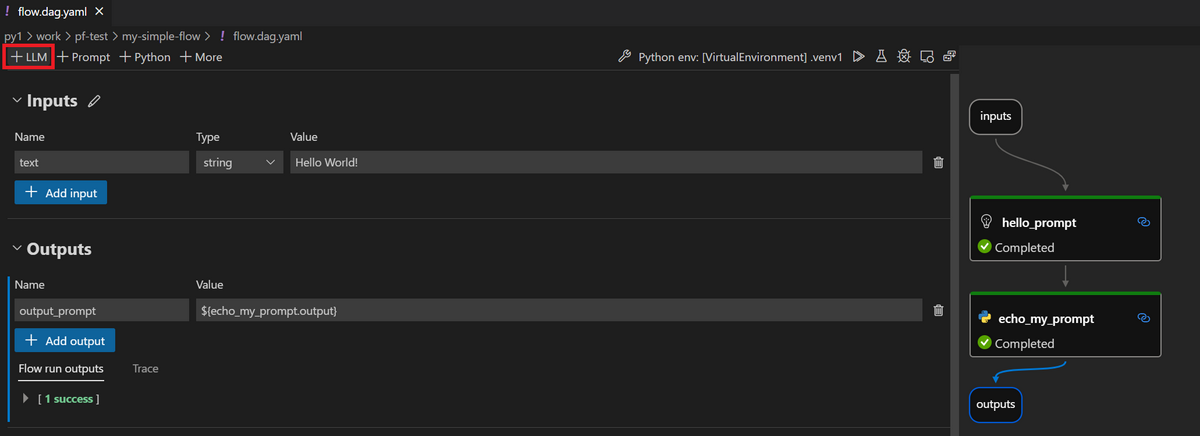 ! flow.dag.yaml ×
py1 > work > pf-test > my-simple-flow > ! flow.dag.yaml
+ LLM + Prompt + Python + More
Python env: [VirtualEnvironment] .venv1
Inputs
Name Type Value
text string Hello World!
+ Add input
Outputs
Name Value
output_prompt ${echo_my_prompt.output}
+ Add output
Flow run outputs Trace
[ 1 success ]
inputs
hello_prompt
Completed
echo_my_prompt
Completed
outputs